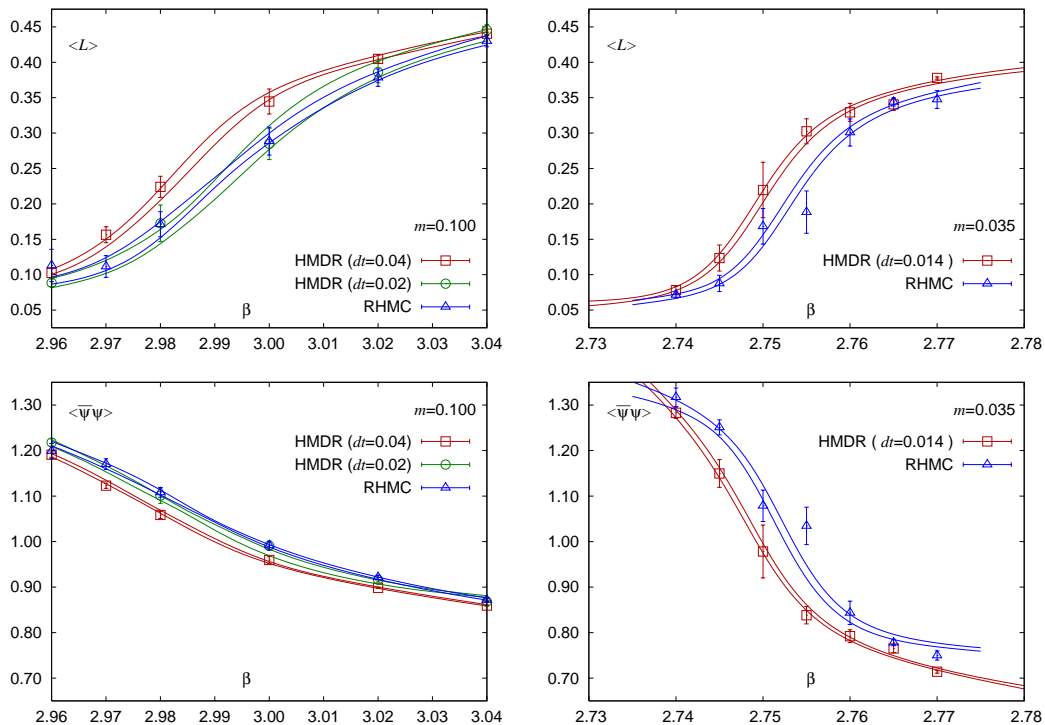 0.45
0.40
0.35
0.30
0.25
0.20
0.15
0.10
0.05
<L>
m=0.100
HMDR (dt=0.04)
HMDR (dt=0.02)
RHMC
β
2.96 2.97 2.98 2.99 3.00 3.01 3.02 3.03 3.04
0.45
0.40
0.35
0.30
0.25
0.20
0.15
0.10
0.05
<L>
m=0.035
HMDR (dt=0.014)
RHMC
β
2.73 2.74 2.75 2.76 2.77 2.78
1.30
1.20
1.10
1.00
0.90
0.80
0.70
<ψ̅ψ>
m=0.100
HMDR (dt=0.04)
HMDR (dt=0.02)
RHMC
β
2.96 2.97 2.98 2.99 3.00 3.01 3.02 3.03 3.04
1.30
1.20
1.10
1.00
0.90
0.80
0.70
<ψ̅ψ>
m=0.035
HMDR ( dt=0.014 )
RHMC
β
2.73 2.74 2.75 2.76 2.77 2.78